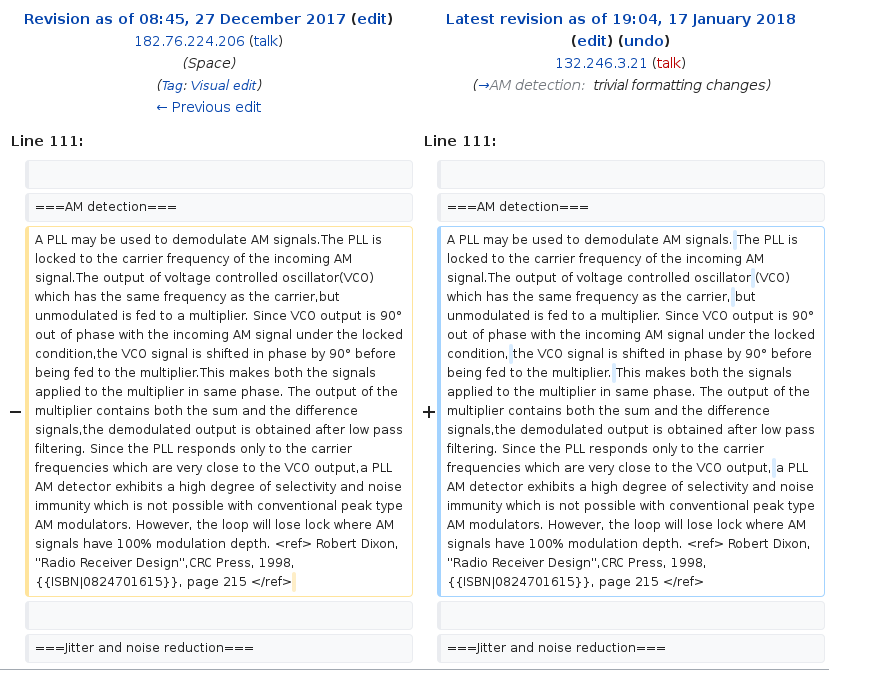 Revision as of 08:45, 27 December 2017 (edit)
182.76.224.206 (talk)
(Space)
(Tag: Visual edit)
← Previous edit
Latest revision as of 19:04, 17 January 2018
(edit) (undo)
132.246.3.21 (talk)
(→AM detection: trivial formatting changes)
Line 111:
Line 111:
===AM detection===
===AM detection===
−
A PLL may be used to demodulate AM signals.The PLL is
locked to the carrier frequency of the incoming AM
signal.The output of voltage controlled oscillator(VCO)
which has the same frequency as the carrier,but
unmodulated is fed to a multiplier. Since VCO output is 90°
out of phase with the incoming AM signal under the locked
condition,the VCO signal is shifted in phase by 90° before
being fed to the multiplier.This makes both the signals
applied to the multiplier in same phase. The output of the
multiplier contains both the sum and the difference
signals,the demodulated output is obtained after low pass
filtering. Since the PLL responds only to the carrier
frequencies which are very close to the VCO output,a PLL
AM detector exhibits a high degree of selectivity and noise
immunity which is not possible with conventional peak type
AM modulators. However, the loop will lose lock where AM
signals have 100% modulation depth. <ref> Robert Dixon,
"Radio Receiver Design",CRC Press, 1998,
{{ISBN|0824701615}}, page 215 </ref>
+
A PLL may be used to demodulate AM signals. The PLL is
locked to the carrier frequency of the incoming AM
signal.The output of voltage controlled oscillator (VCO)
which has the same frequency as the carrier, but
unmodulated is fed to a multiplier. Since VCO output is 90°
out of phase with the incoming AM signal under the locked
condition, the VCO signal is shifted in phase by 90° before
being fed to the multiplier. This makes both the signals
applied to the multiplier in same phase. The output of the
multiplier contains both the sum and the difference
signals,the demodulated output is obtained after low pass
filtering. Since the PLL responds only to the carrier
frequencies which are very close to the VCO output, a PLL
AM detector exhibits a high degree of selectivity and noise
immunity which is not possible with conventional peak type
AM modulators. However, the loop will lose lock where AM
signals have 100% modulation depth. <ref> Robert Dixon,
"Radio Receiver Design",CRC Press, 1998,
{{ISBN|0824701615}}, page 215 </ref>
===Jitter and noise reduction===
===Jitter and noise reduction===